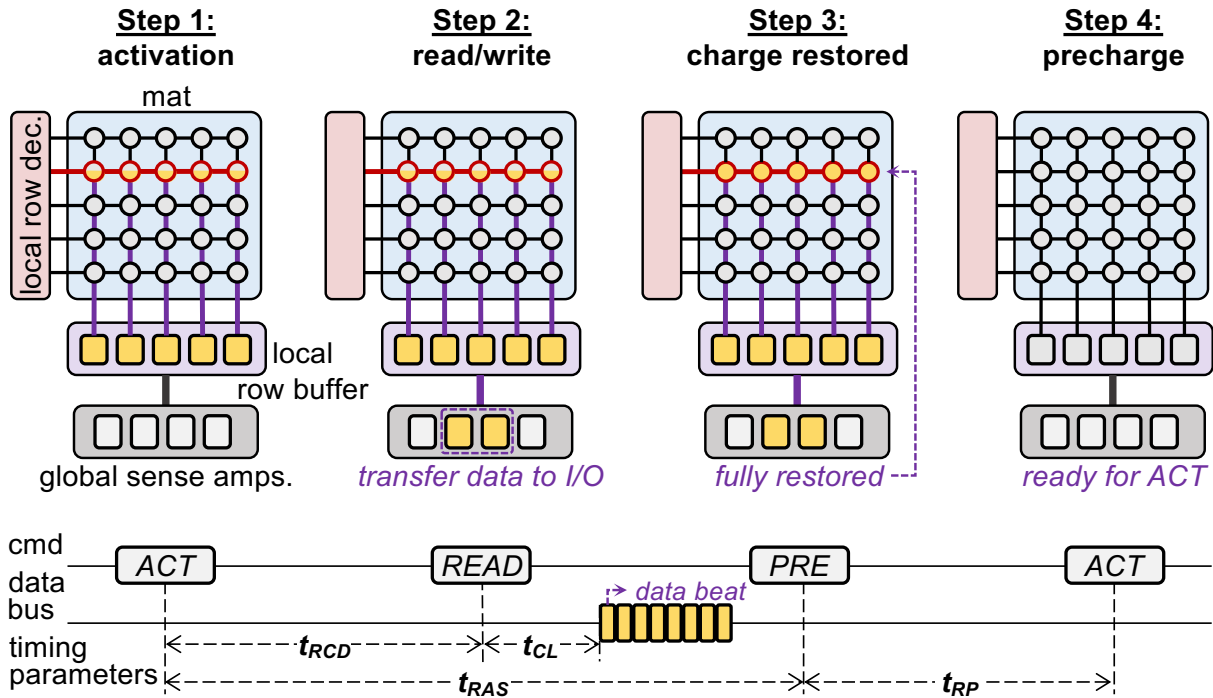 Step 1:
activation
Step 2:
read/write
Step 3:
charge restored
Step 4:
precharge
mat
local row dec.
local
row buffer
global sense amps.
transfer data to I/O
fully restored
ready for ACT
cmd
ACT
READ
PRE
ACT
data
bus
data beat
timing
parameters
tRCD
tCL
tRAS
tRP